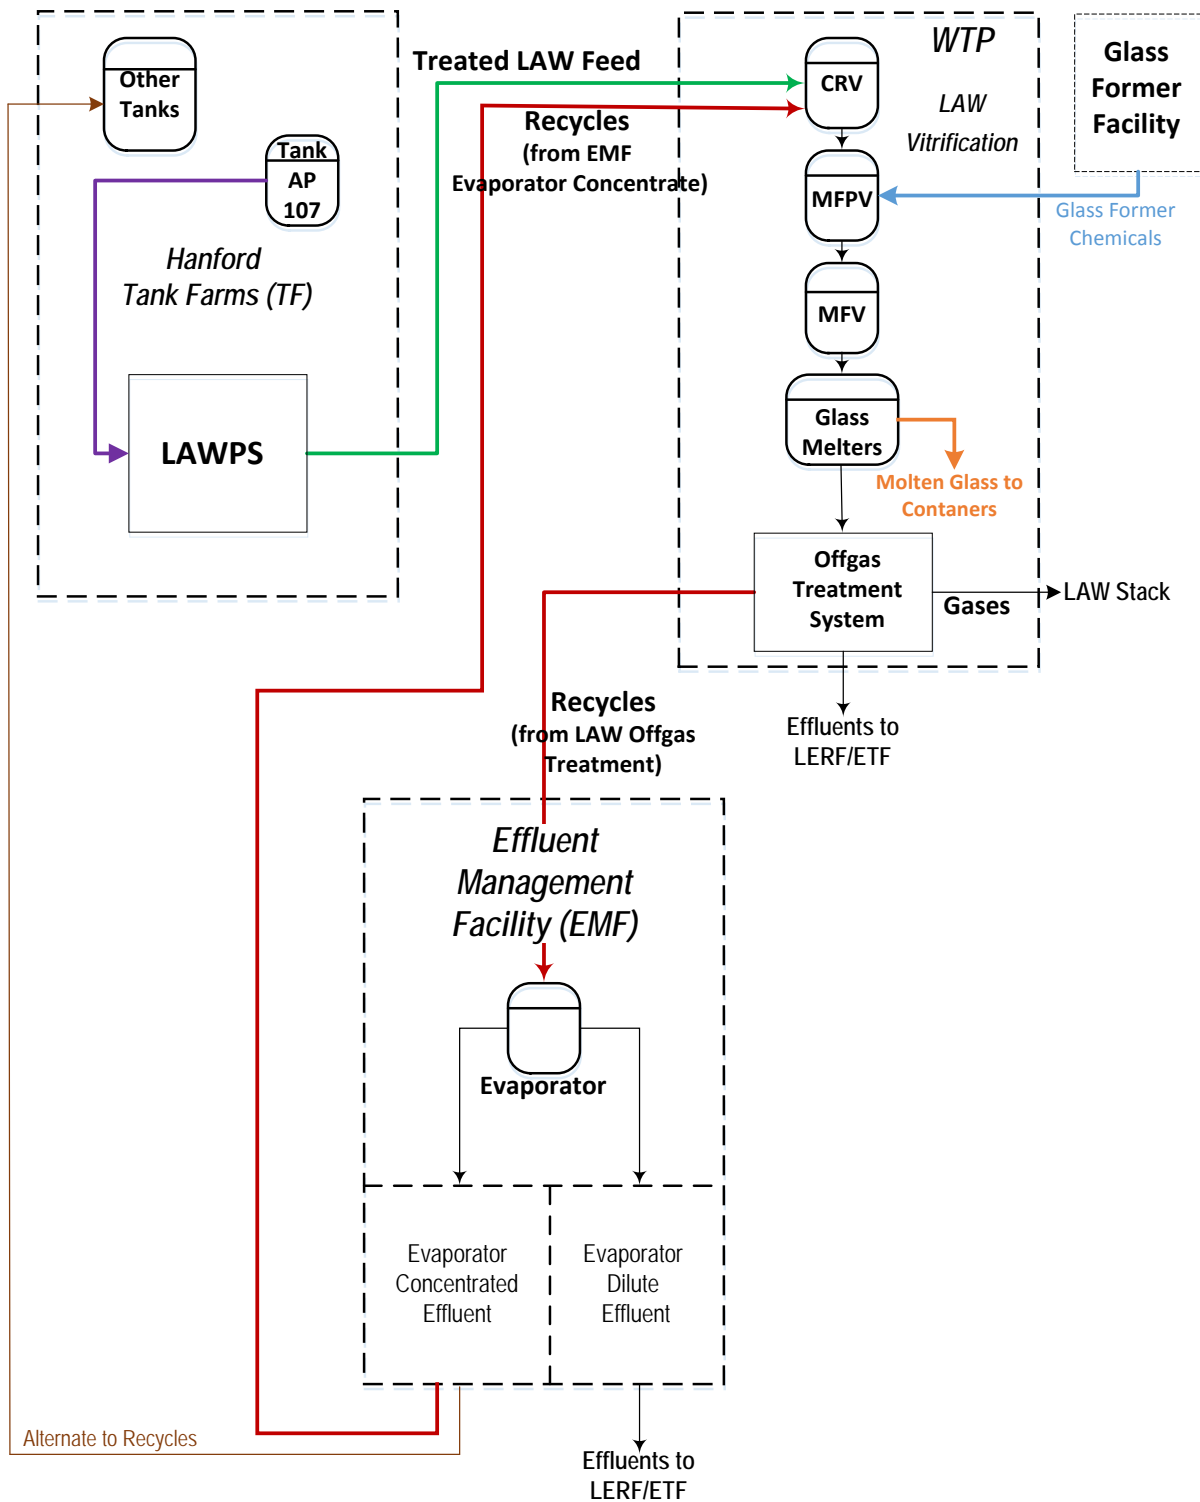 Other
Tanks
Tank
AP
107
Hanford
Tank Farms (TF)
LAWPS
Treated LAW Feed
Recycles
(from EMF
Evaporator Concentrate)
WTP
LAW
Vitrification
CRV
MFPV
MFV
Glass
Melters
Molten Glass to
Contaners
Glass
Former
Facility
Glass Former
Chemicals
Offgas
Treatment
System
Gases
LAW Stack
Effluents to
LERF/ETF
Recycles
(from LAW Offgas
Treatment)
Effluent
Management
Facility (EMF)
Evaporator
Evaporator
Concentrated
Effluent
Evaporator
Dilute
Effluent
Alternate to Recycles
Effluents to
LERF/ETF